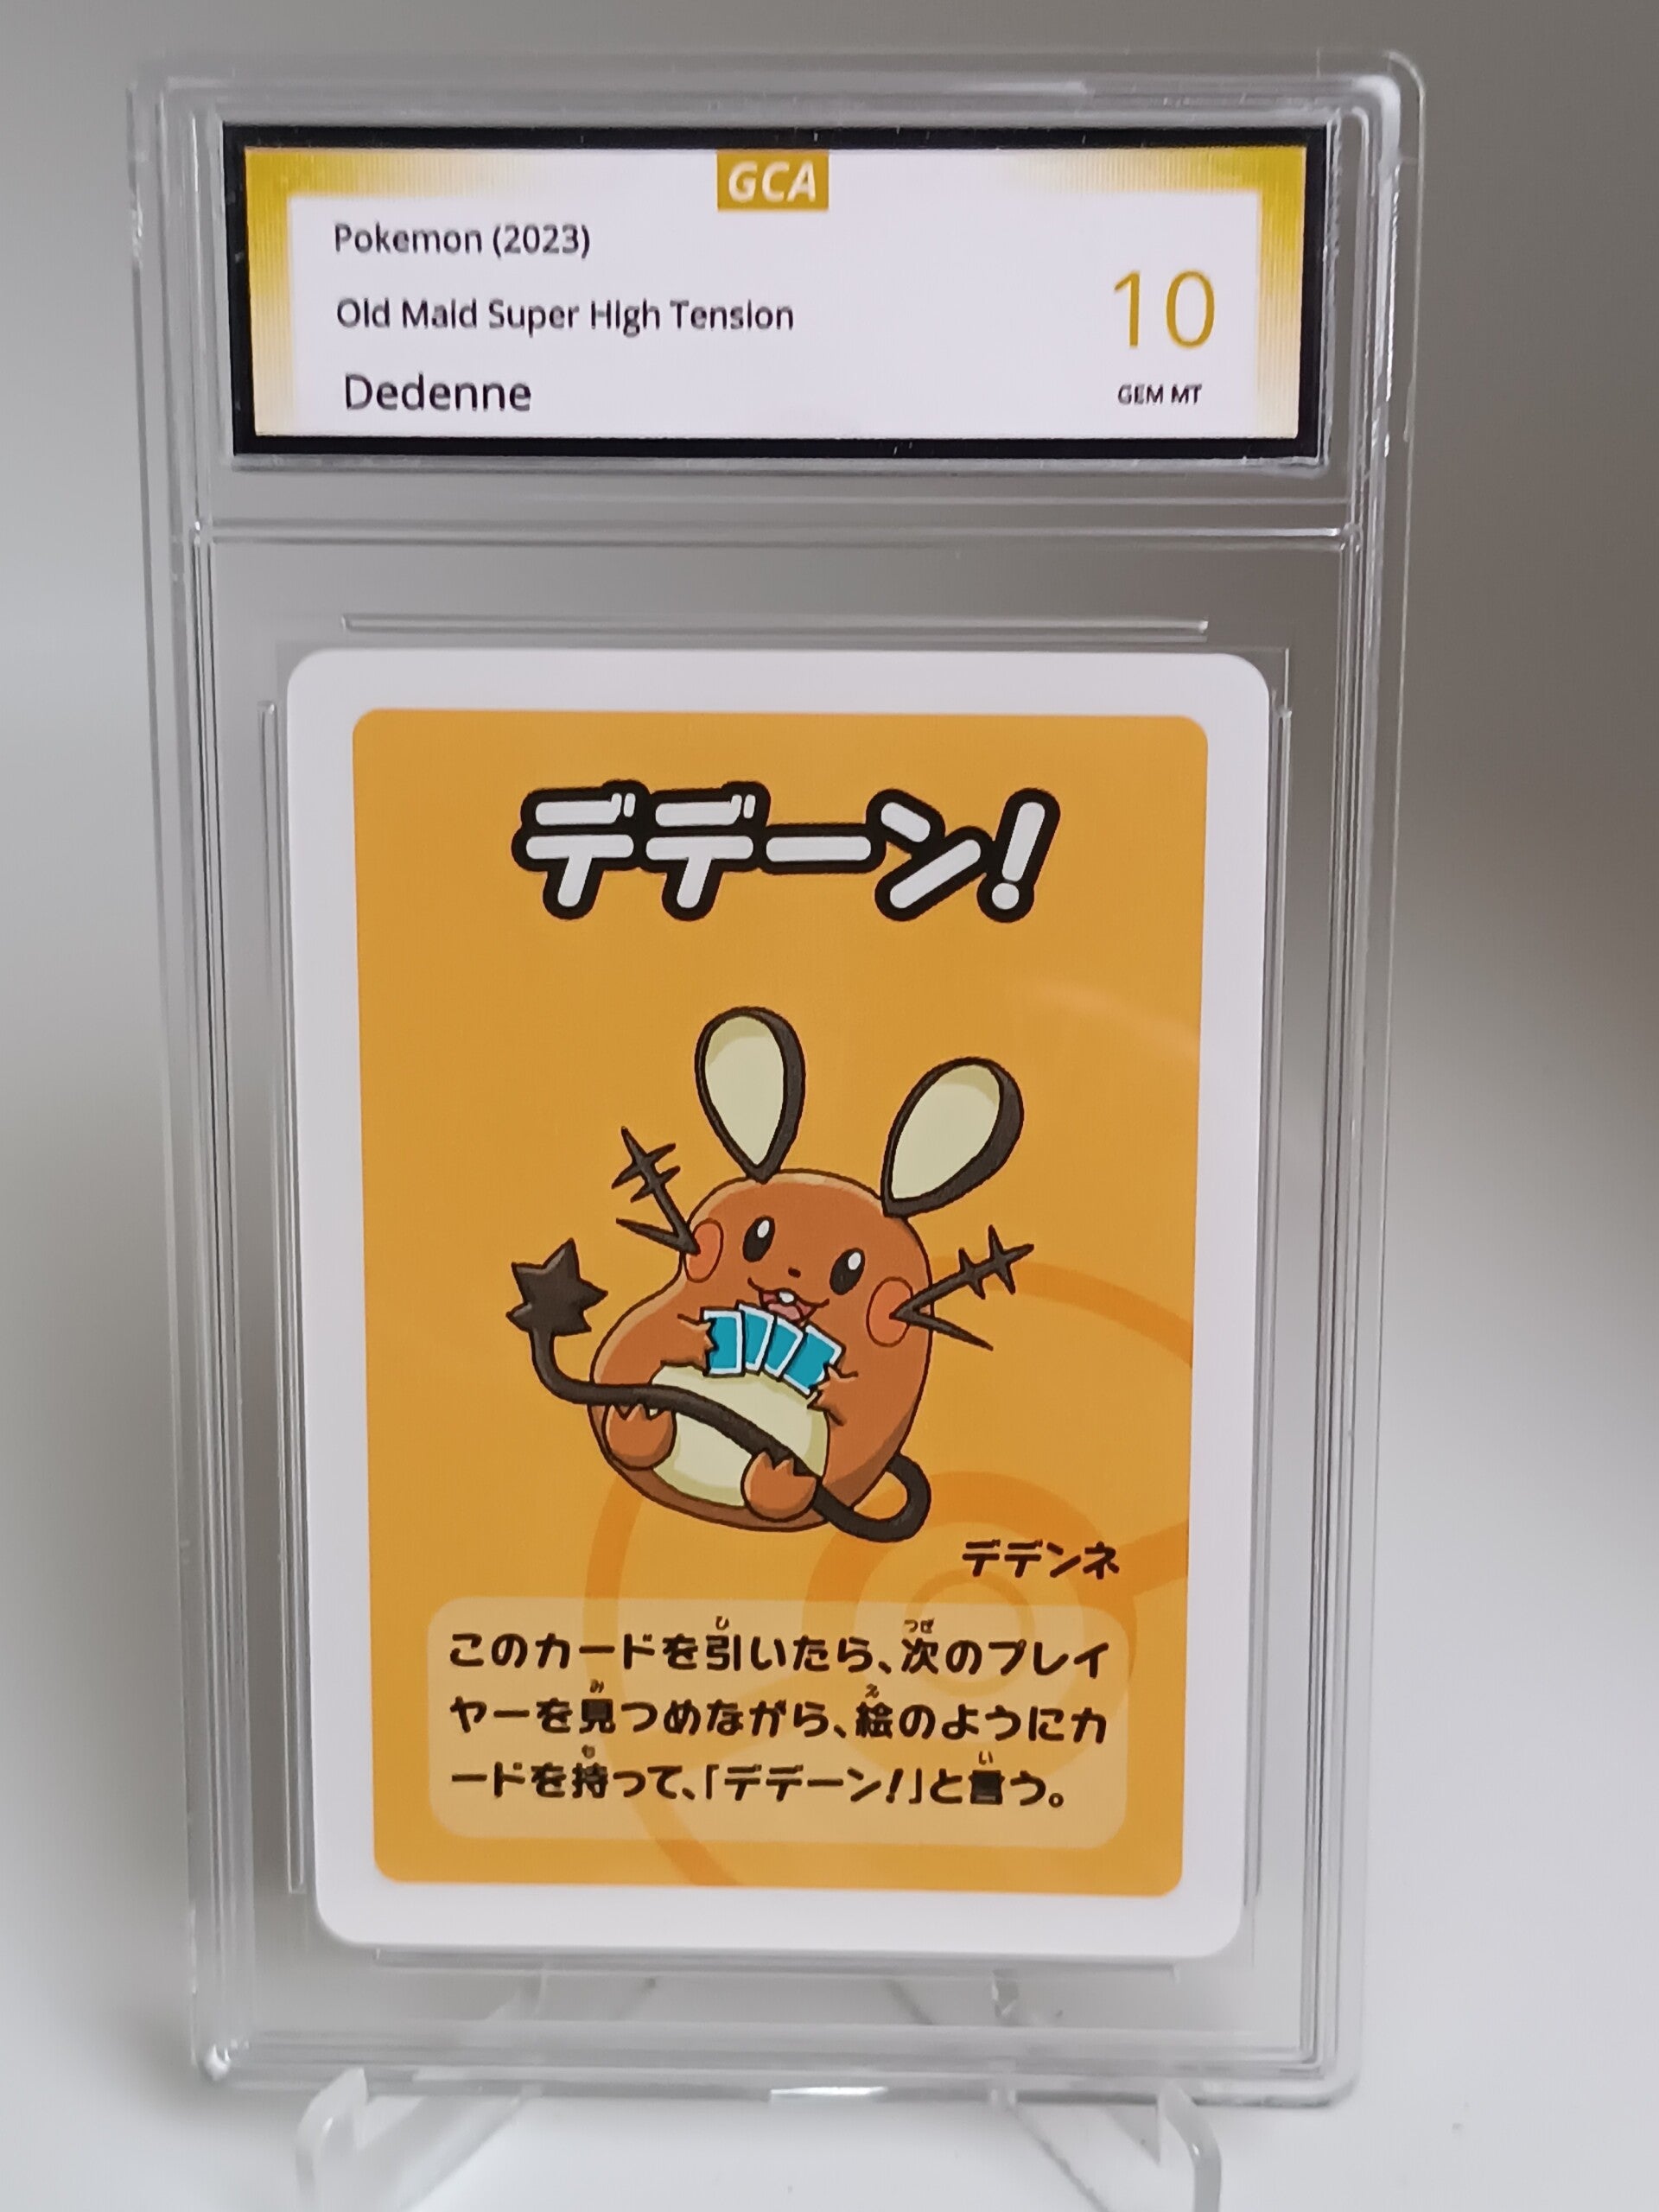 GCA
Pokemon (2023)
Old Maid Super High Tension
Dedenne
10
GEM MT
デデーン!
デデンネ
このカードを引いたら、次のプレイ
ヤーを見つめながら、絵のようにカ
ードを持って、「デデーン!」と言う。